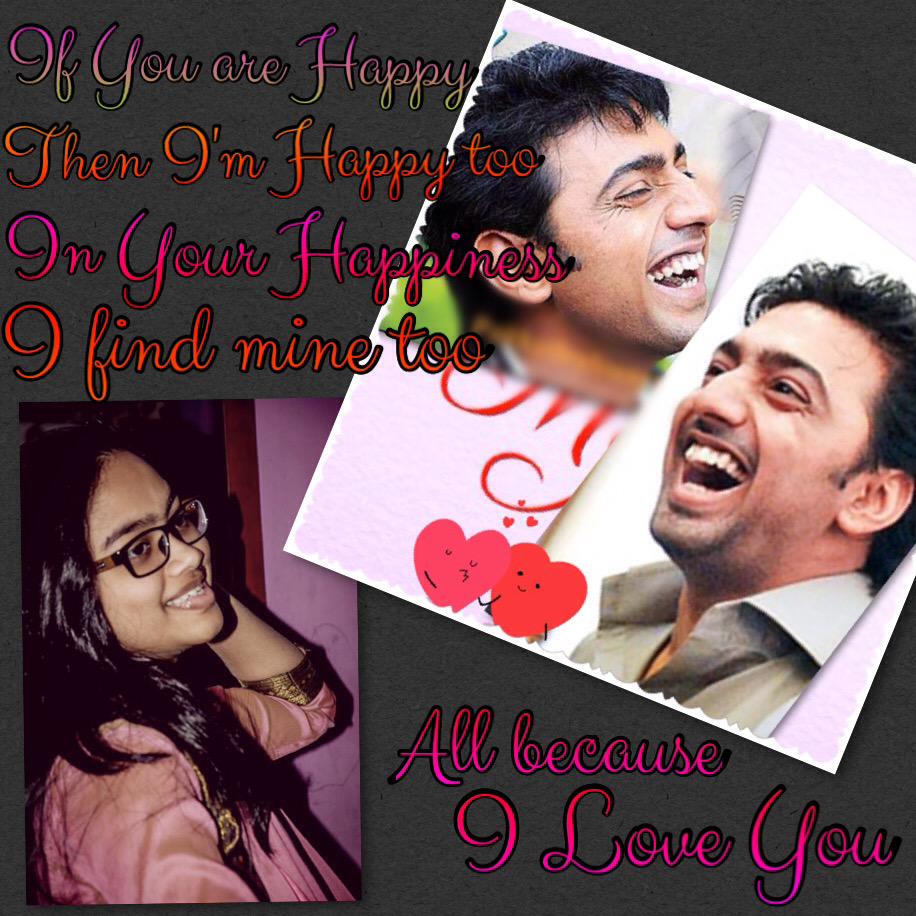 If You are Happy
Then I'm Happy too
In Your Happiness
I find mine too
All because
I Love You